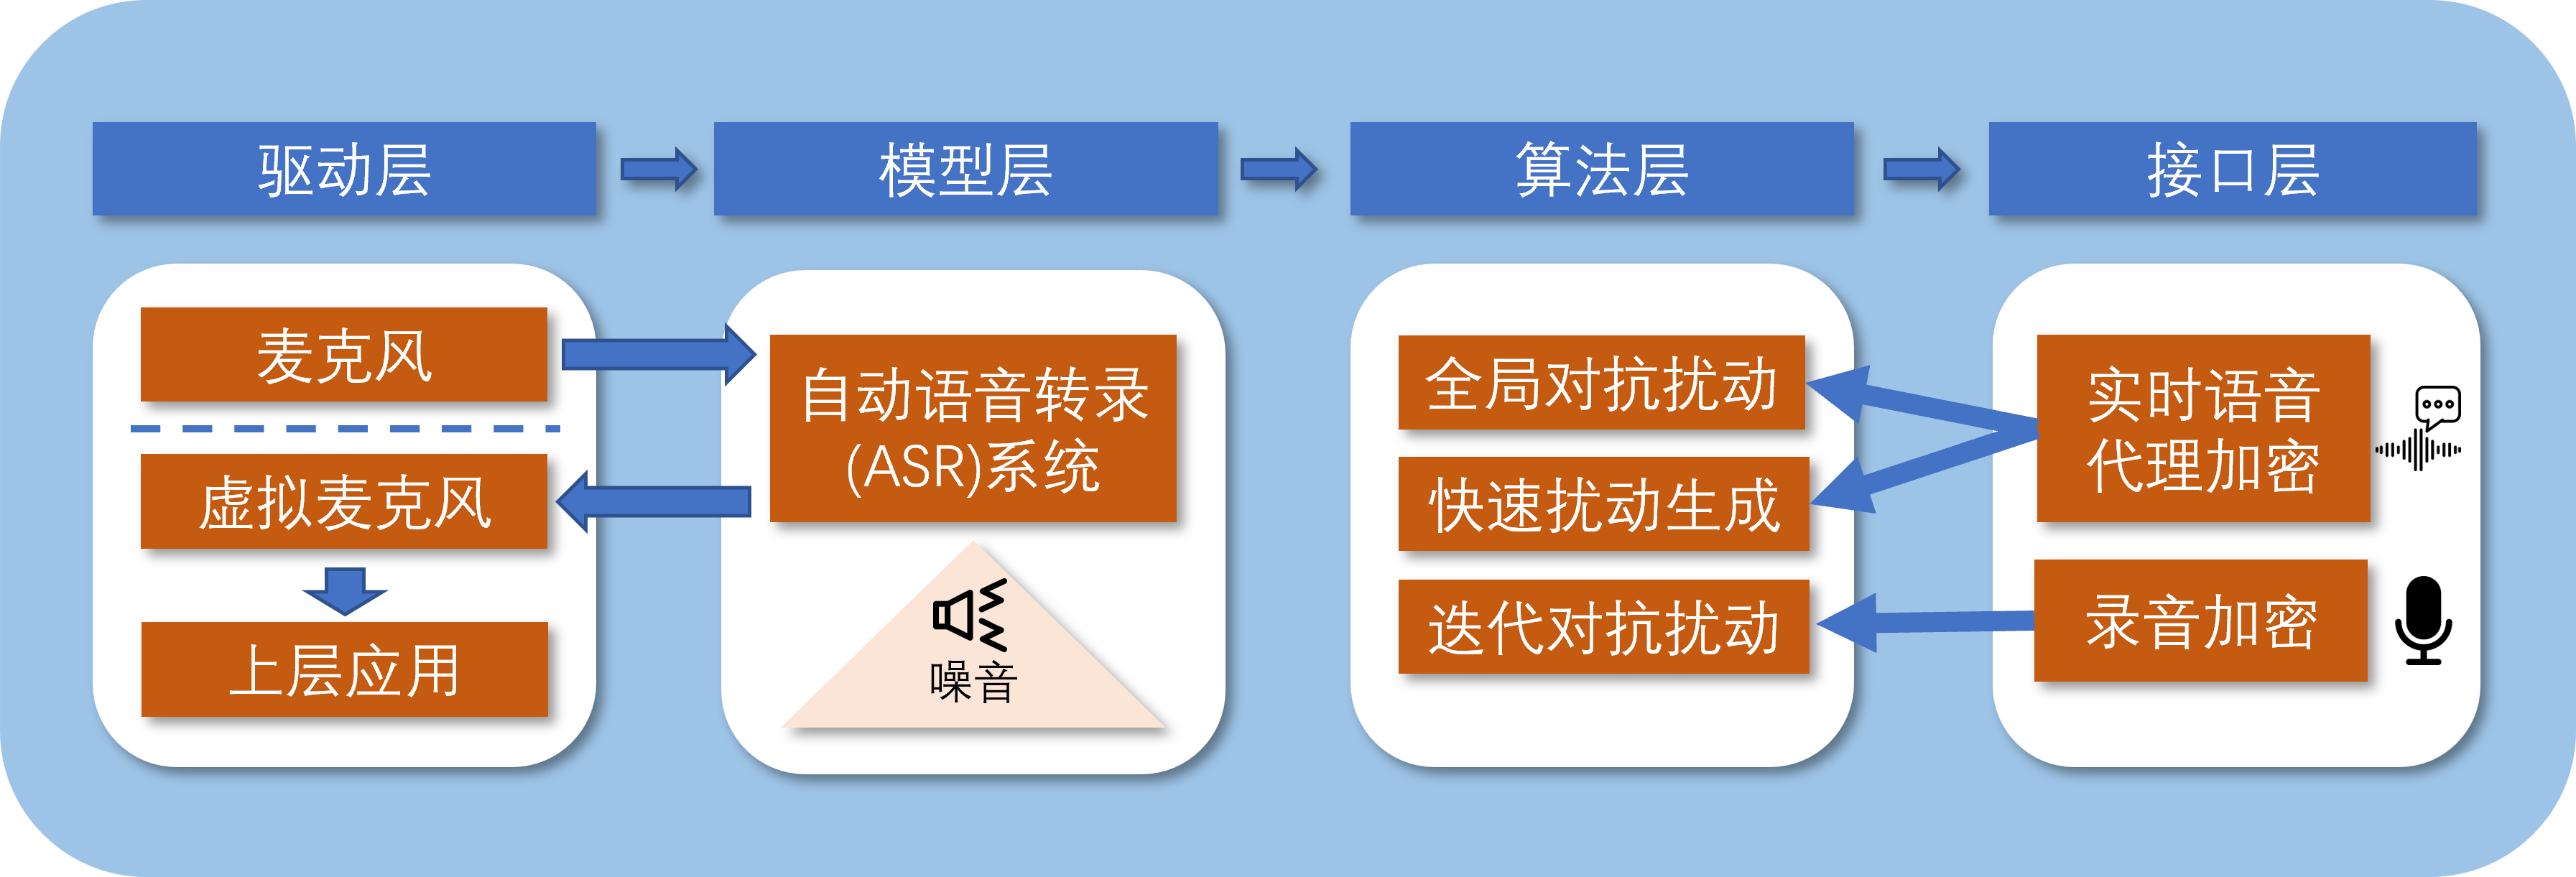 驱动层
模型层
算法层
接口层
麦克风
虚拟麦克风
上层应用
自动语音转录
(ASR)系统
噪音
全局对抗扰动
快速扰动生成
迭代对抗扰动
实时语音
代理加密
录音加密